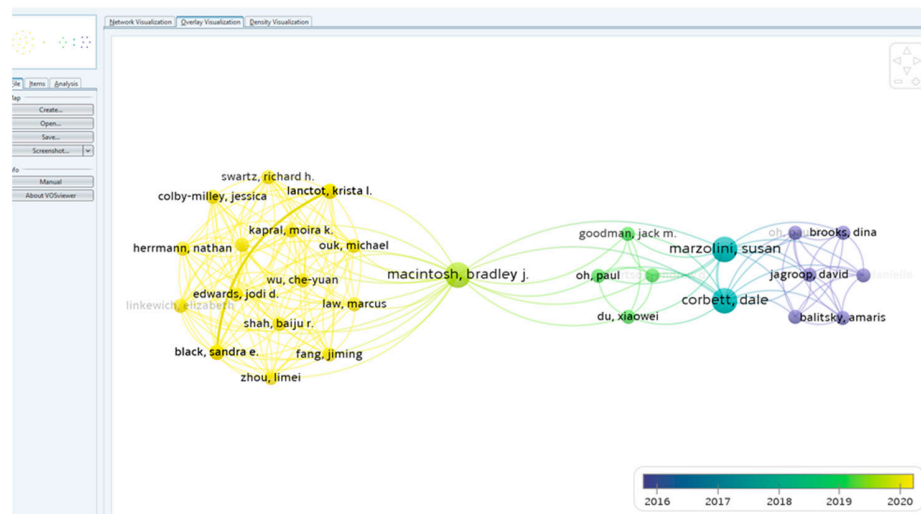 Network Visualization
Overlay Visualization
Density Visualization
File
Items
Analysis
Map
Create...
Open...
Save...
Screenshot...
Info
Manual
About VOSviewer
swartz, richard h.
lanctot, krista l.
colby-milley, jessica
kapral, moira k.
ouk, michael
herrmann, nathan
wu, che-yuan
edwards, jodi d.
linkewich, elizabeth
law, marcus
shah, baiju r.
black, sandra e.
fang, jiming
zhou, limei
macintosh, bradley j.
goodman, jack m.
oh, paul
du, xiaowei
marzolini, susan
corbett, dale
brooks, dina
jagroop, david
balitsky, amaris
2016 2017 2018 2019 2020